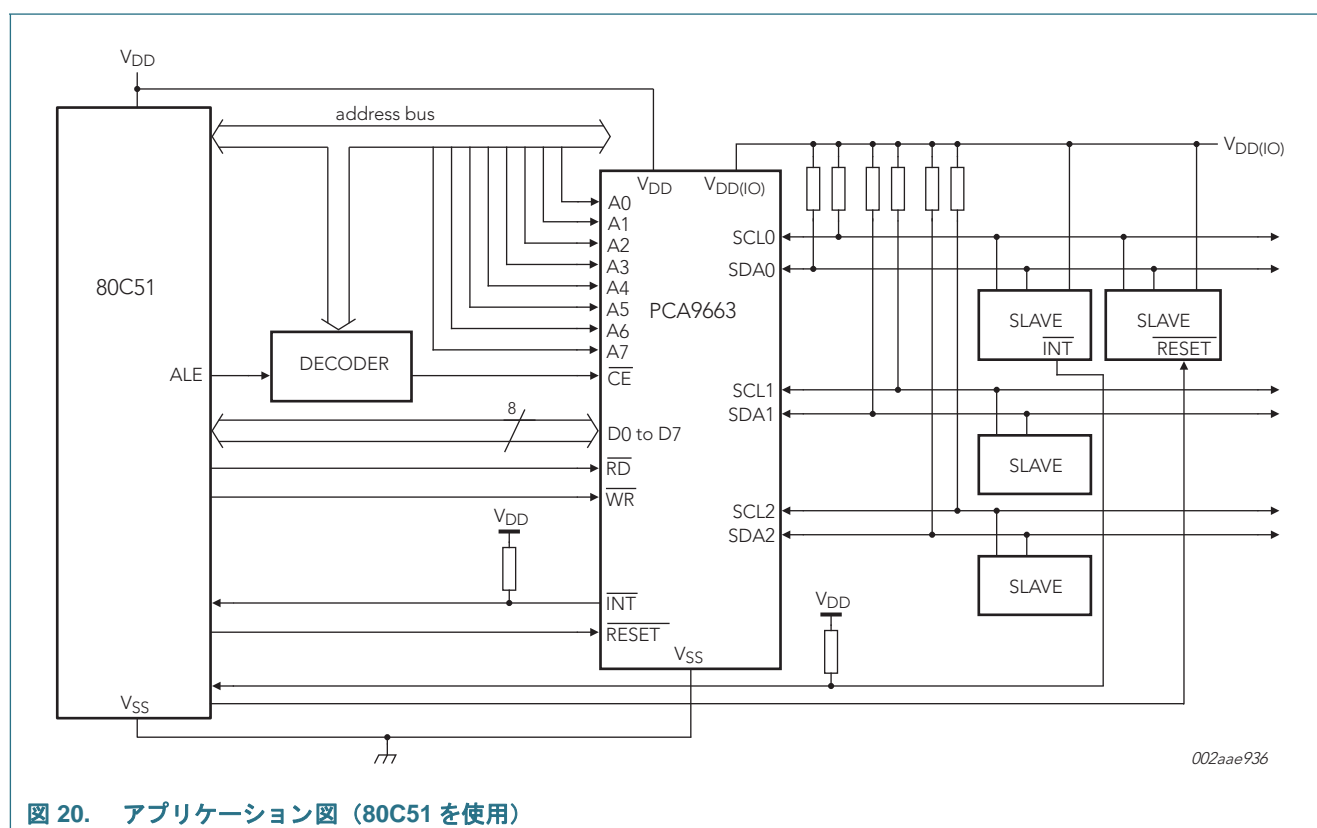 VDD
address bus
VDD
VDD(IO)
VDD(IO)
A0
A1
A2
A3
A4
A5
A6
A7
80C51
PCA9663
SCL0
SDA0
SLAVE
INT
SLAVE
RESET
ALE
DECODER
CE
8
D0 to D7
RD
WR
SCL1
SDA1
SLAVE
SCL2
SDA2
SLAVE
VDD
INT
RESET
VDD
VSS
VSS
002aae936
図 20. アプリケーション図（80C51 を使用）